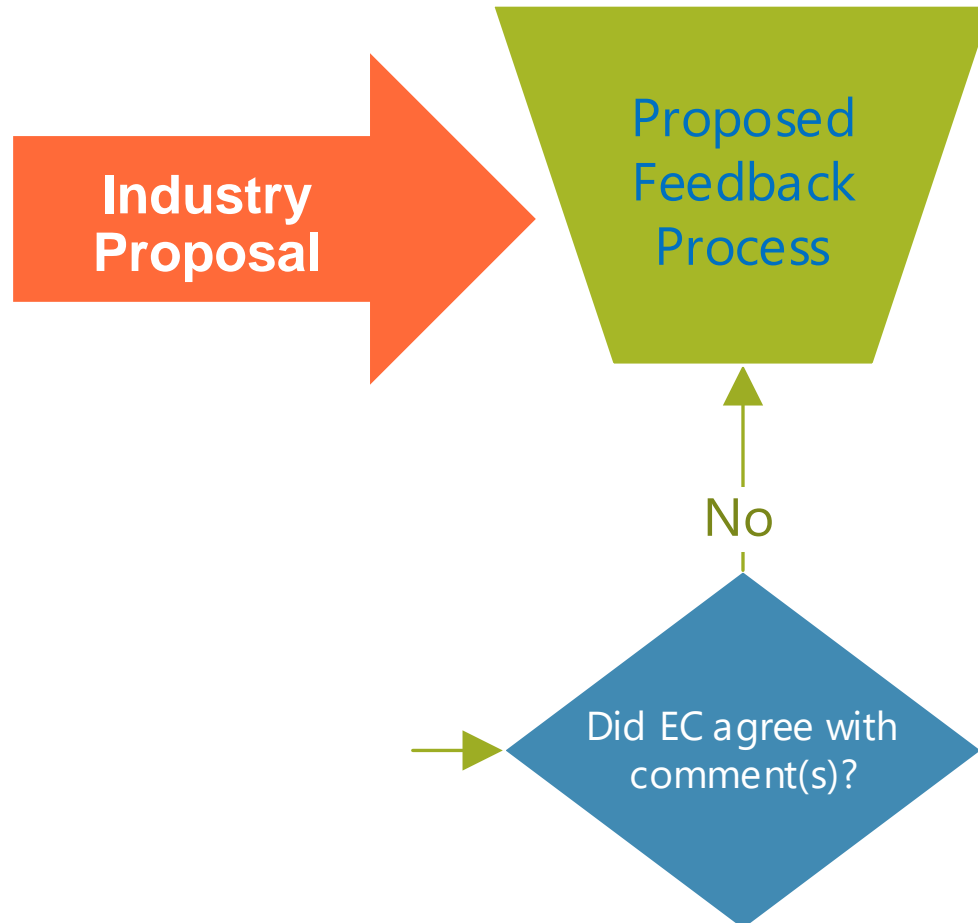 Industry
Proposal
Proposed
Feedback
Process
No
Did EC agree with
comment(s)?